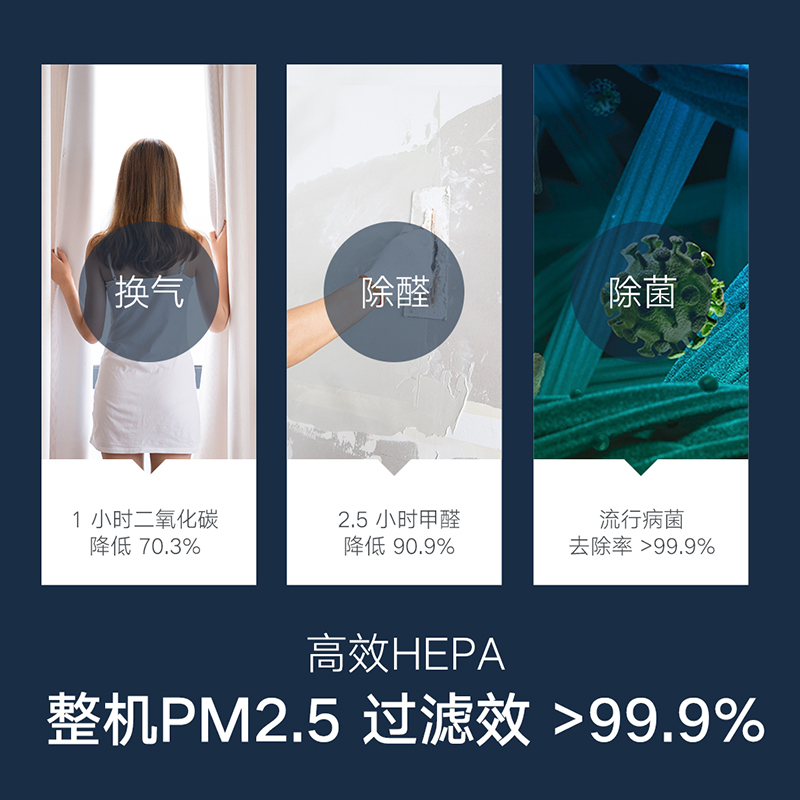 换气
除醛
除菌
1 小时二氧化碳
降低 70.3%
2.5 小时甲醛
降低 90.9%
流行病菌
去除率 >99.9%
高效HEPA
整机PM2.5 过滤效 >99.9%